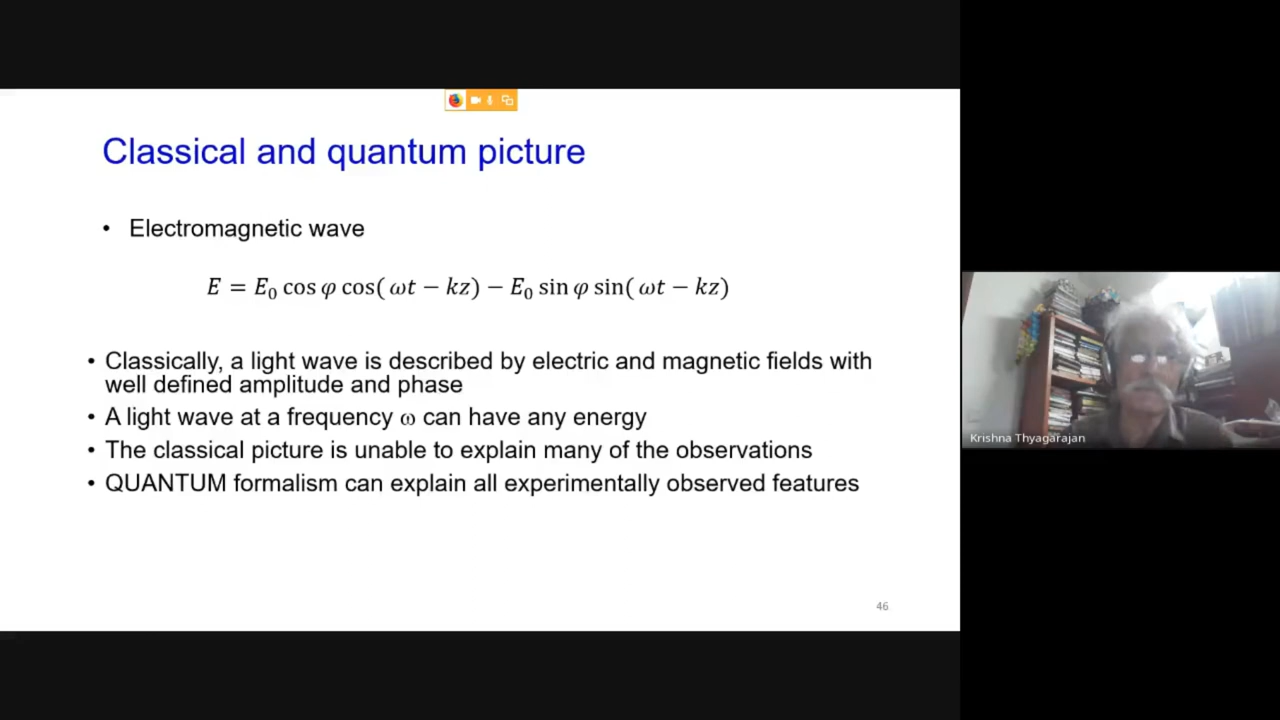 Classical and quantum picture
• Electromagnetic wave
E = E₀ cos φ cos( ωt − kz) − E₀ sin φ sin( ωt − kz)
• Classically, a light wave is described by electric and magnetic fields with
well defined amplitude and phase
• A light wave at a frequency ω can have any energy
• The classical picture is unable to explain many of the observations
• QUANTUM formalism can explain all experimentally observed features
46
Krishna Thyagarajan